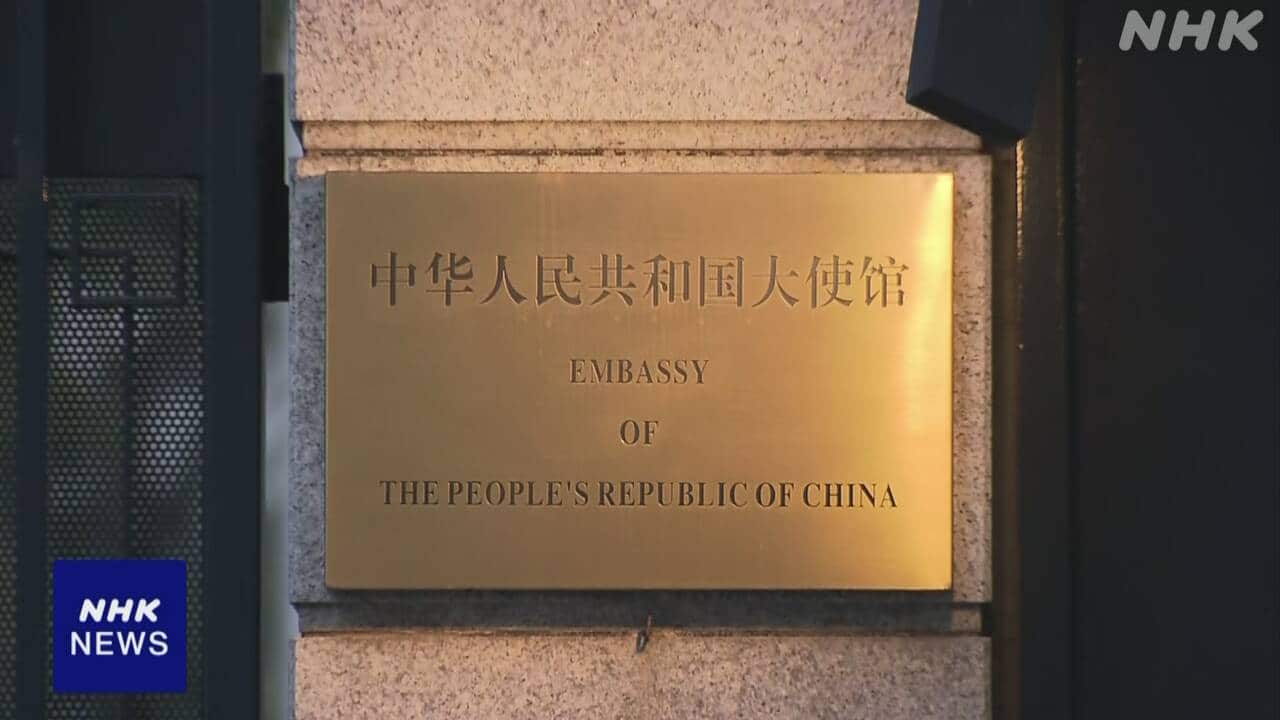 NHK
中华人民共和国大使馆
EMBASSY
OF
THE PEOPLE'S REPUBLIC OF CHINA
NHK
NEWS